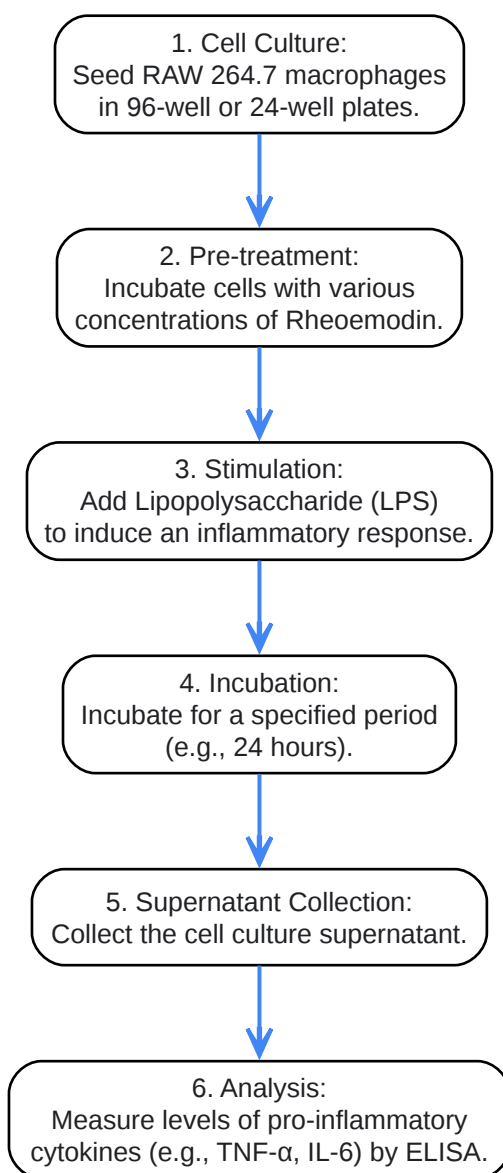 1. Cell Culture:
Seed RAW 264.7 macrophages
in 96-well or 24-well plates.
2. Pre-treatment:
Incubate cells with various
concentrations of Rheoemodin.
3. Stimulation:
Add Lipopolysaccharide (LPS)
to induce an inflammatory response.
4. Incubation:
Incubate for a specified period
(e.g., 24 hours).
5. Supernatant Collection:
Collect the cell culture supernatant.
6. Analysis:
Measure levels of pro-inflammatory
cytokines (e.g., TNF-α, IL-6) by ELISA.